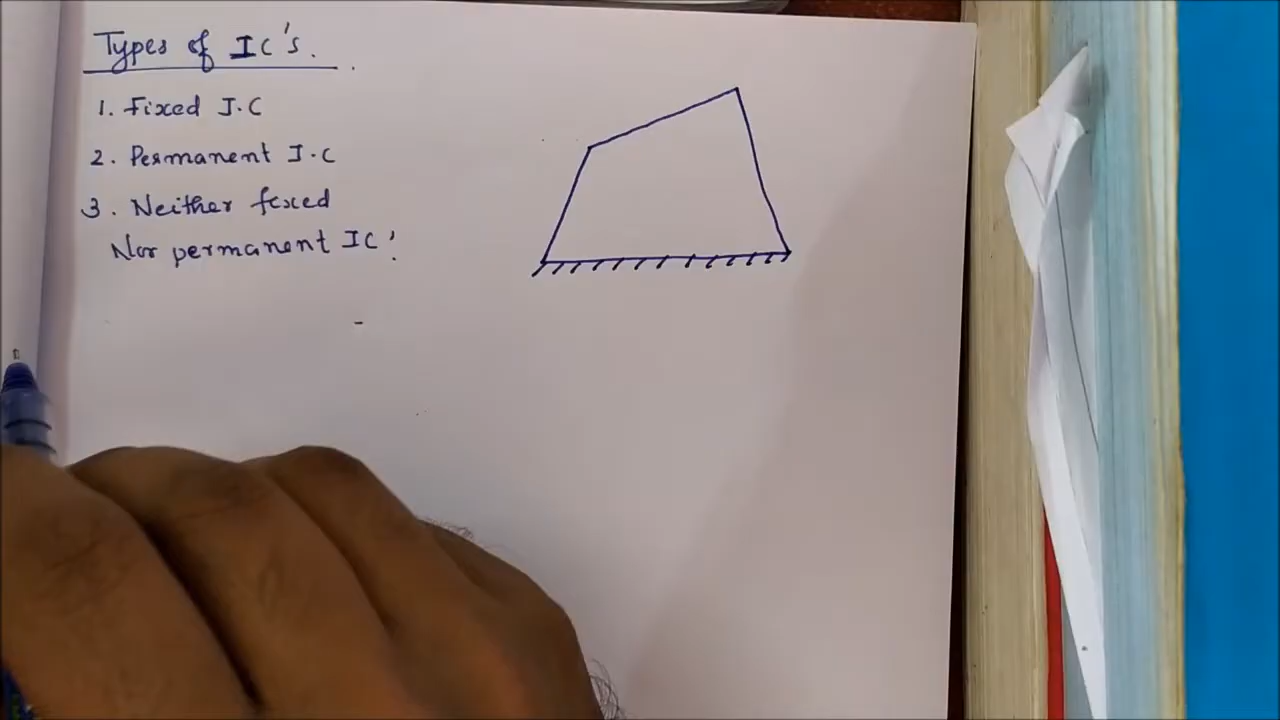 Types of IC's.
1. Fixed I.C
2. Permanent I.C
3. Neither fixed
Nor permanent IC'.